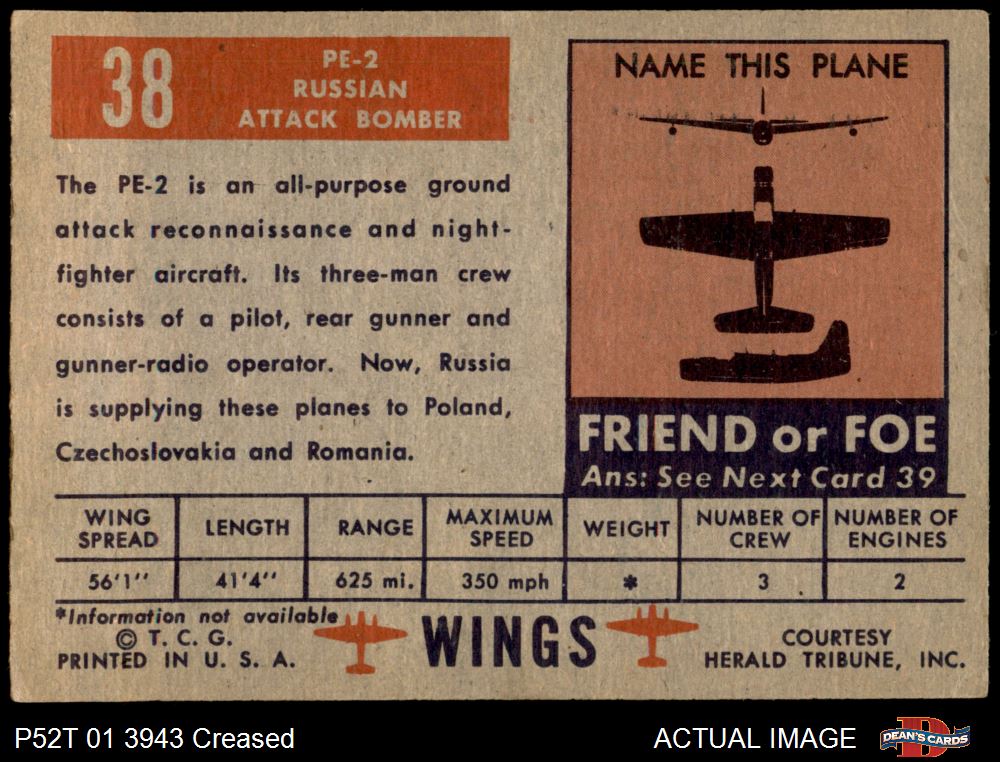 38
PE-2
RUSSIAN
ATTACK BOMBER
The PE-2 is an all-purpose ground
attack reconnaissance and night-
fighter aircraft. Its three-man crew
consists of a pilot, rear gunner and
gunner-radio operator. Now, Russia
is supplying these planes to Poland,
Czechoslovakia and Romania.
NAME THIS PLANE
FRIEND or FOE
Ans: See Next Card 39
WING SPREAD LENGTH RANGE MAXIMUM SPEED WEIGHT NUMBER OF CREW NUMBER OF ENGINES
56'1" 41'4" 625 mi. 350 mph * 3 2
*Information not available
© T. C. G.
PRINTED IN U. S. A.
WINGS
COURTESY
HERALD TRIBUNE, INC.
P52T 01 3943 Creased
ACTUAL IMAGE
D
DEAN'S CARDS